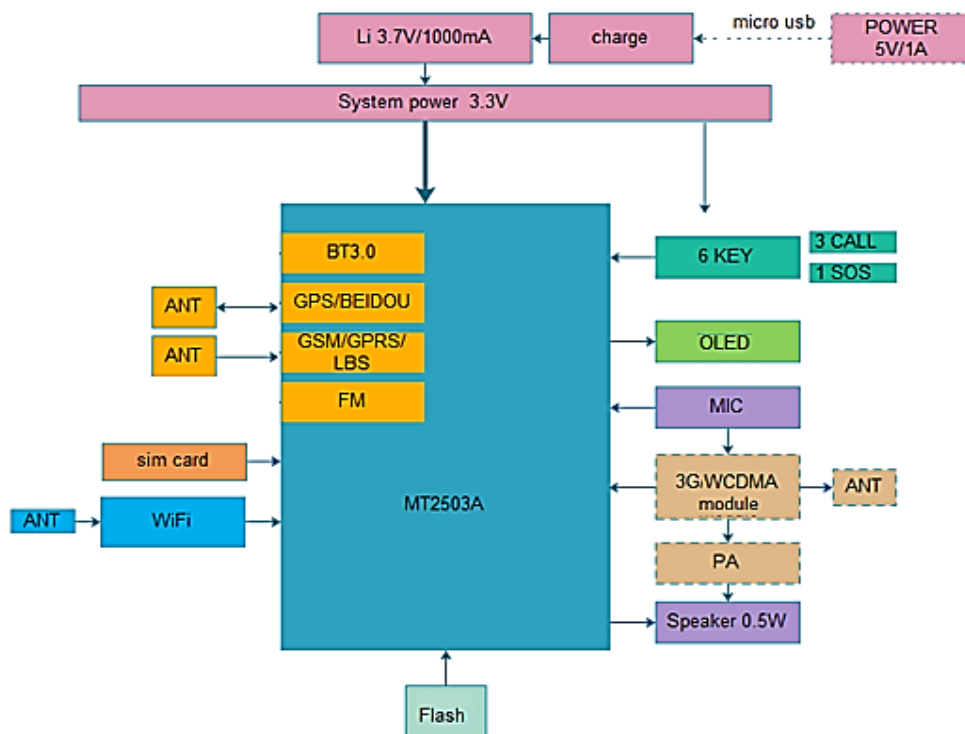 micro usb
POWER
5V/1A
Li 3.7V/1000mA
charge
System power 3.3V
BT3.0
6 KEY
3 CALL
1 SOS
ANT
GPS/BEIDOU
ANT
GSM/GPRS/
LBS
OLED
FM
MIC
sim card
3G/WCDMA
module
ANT
MT2503A
ANT
WiFi
PA
Speaker 0.5W
Flash